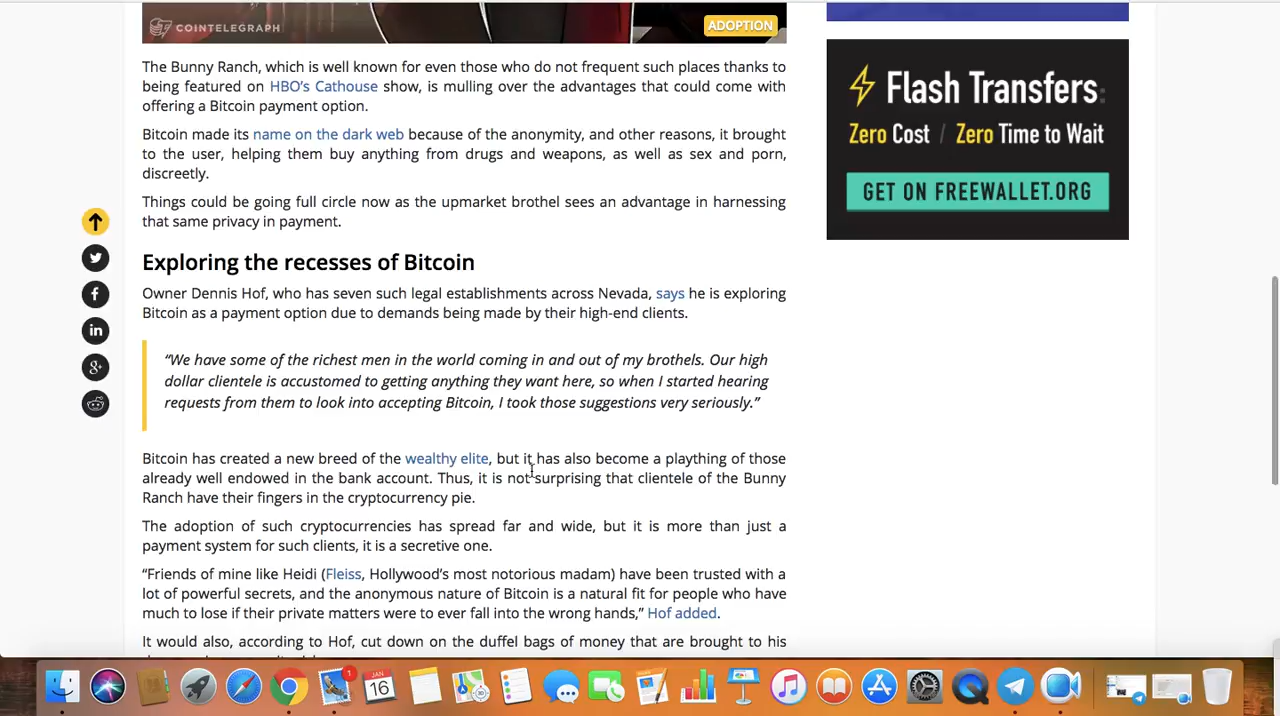 COINTELEGRAPH
ADOPTION
The Bunny Ranch, which is well known for even those who do not frequent such places thanks to
being featured on HBO's Cathouse show, is mulling over the advantages that could come with
offering a Bitcoin payment option.
Bitcoin made its name on the dark web because of the anonymity, and other reasons, it brought
to the user, helping them buy anything from drugs and weapons, as well as sex and porn,
discreetly.
Things could be going full circle now as the upmarket brothel sees an advantage in harnessing
that same privacy in payment.
Exploring the recesses of Bitcoin
Owner Dennis Hof, who has seven such legal establishments across Nevada, says he is exploring
Bitcoin as a payment option due to demands being made by their high-end clients.
“We have some of the richest men in the world coming in and out of my brothels. Our high
dollar clientele is accustomed to getting anything they want here, so when I started hearing
requests from them to look into accepting Bitcoin, I took those suggestions very seriously.”
Bitcoin has created a new breed of the wealthy elite, but it has also become a plaything of those
already well endowed in the bank account. Thus, it is not surprising that clientele of the Bunny
Ranch have their fingers in the cryptocurrency pie.
The adoption of such cryptocurrencies has spread far and wide, but it is more than just a
payment system for such clients, it is a secretive one.
“Friends of mine like Heidi (Fleiss, Hollywood's most notorious madam) have been trusted with a
lot of powerful secrets, and the anonymous nature of Bitcoin is a natural fit for people who have
much to lose if their private matters were to ever fall into the wrong hands,” Hof added.
It would also, according to Hof, cut down on the duffel bags of money that are brought to his
Flash Transfers:
Zero Cost / Zero Time to Wait
GET ON FREEWALLET.ORG
1
JAN
16